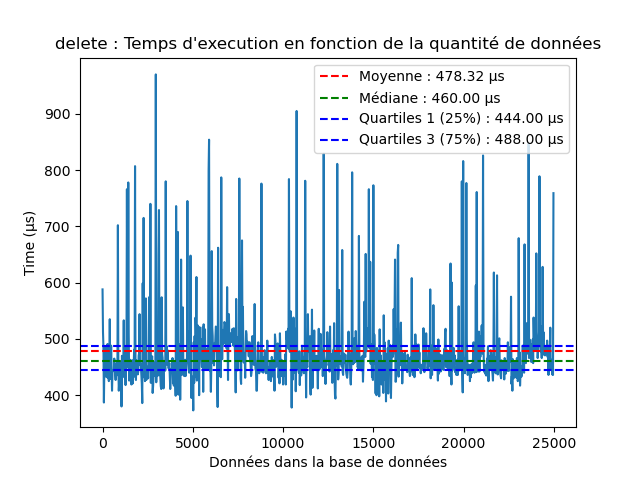 delete : Temps d'execution en fonction de la quantité de données
Moyenne : 478.32 µs
Médiane : 460.00 µs
Quartiles 1 (25%) : 444.00 µs
Quartiles 3 (75%) : 488.00 µs
Time (µs)
900
800
700
600
500
400
0 5000 10000 15000 20000 25000
Données dans la base de données